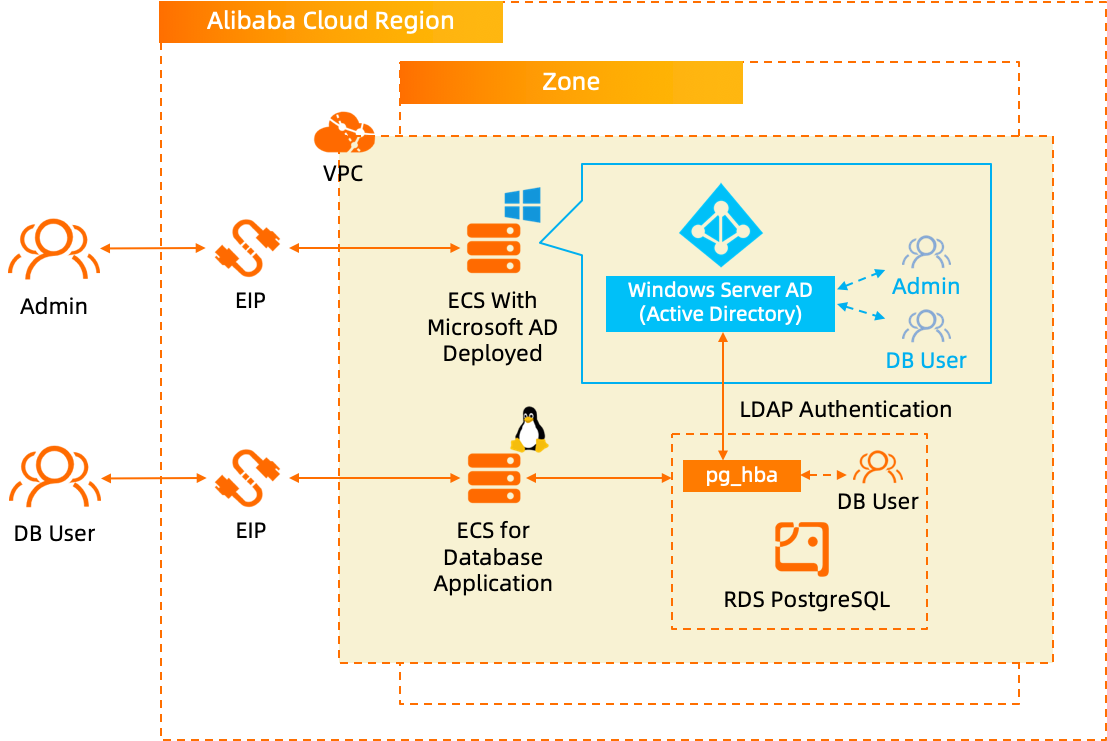 Alibaba Cloud Region
Zone
VPC
Admin
EIP
ECS With
Microsoft AD
Deployed
Windows Server AD
(Active Directory)
Admin
DB User
LDAP Authentication
DB User
EIP
ECS for
Database
Application
pg_hba
DB User
RDS PostgreSQL